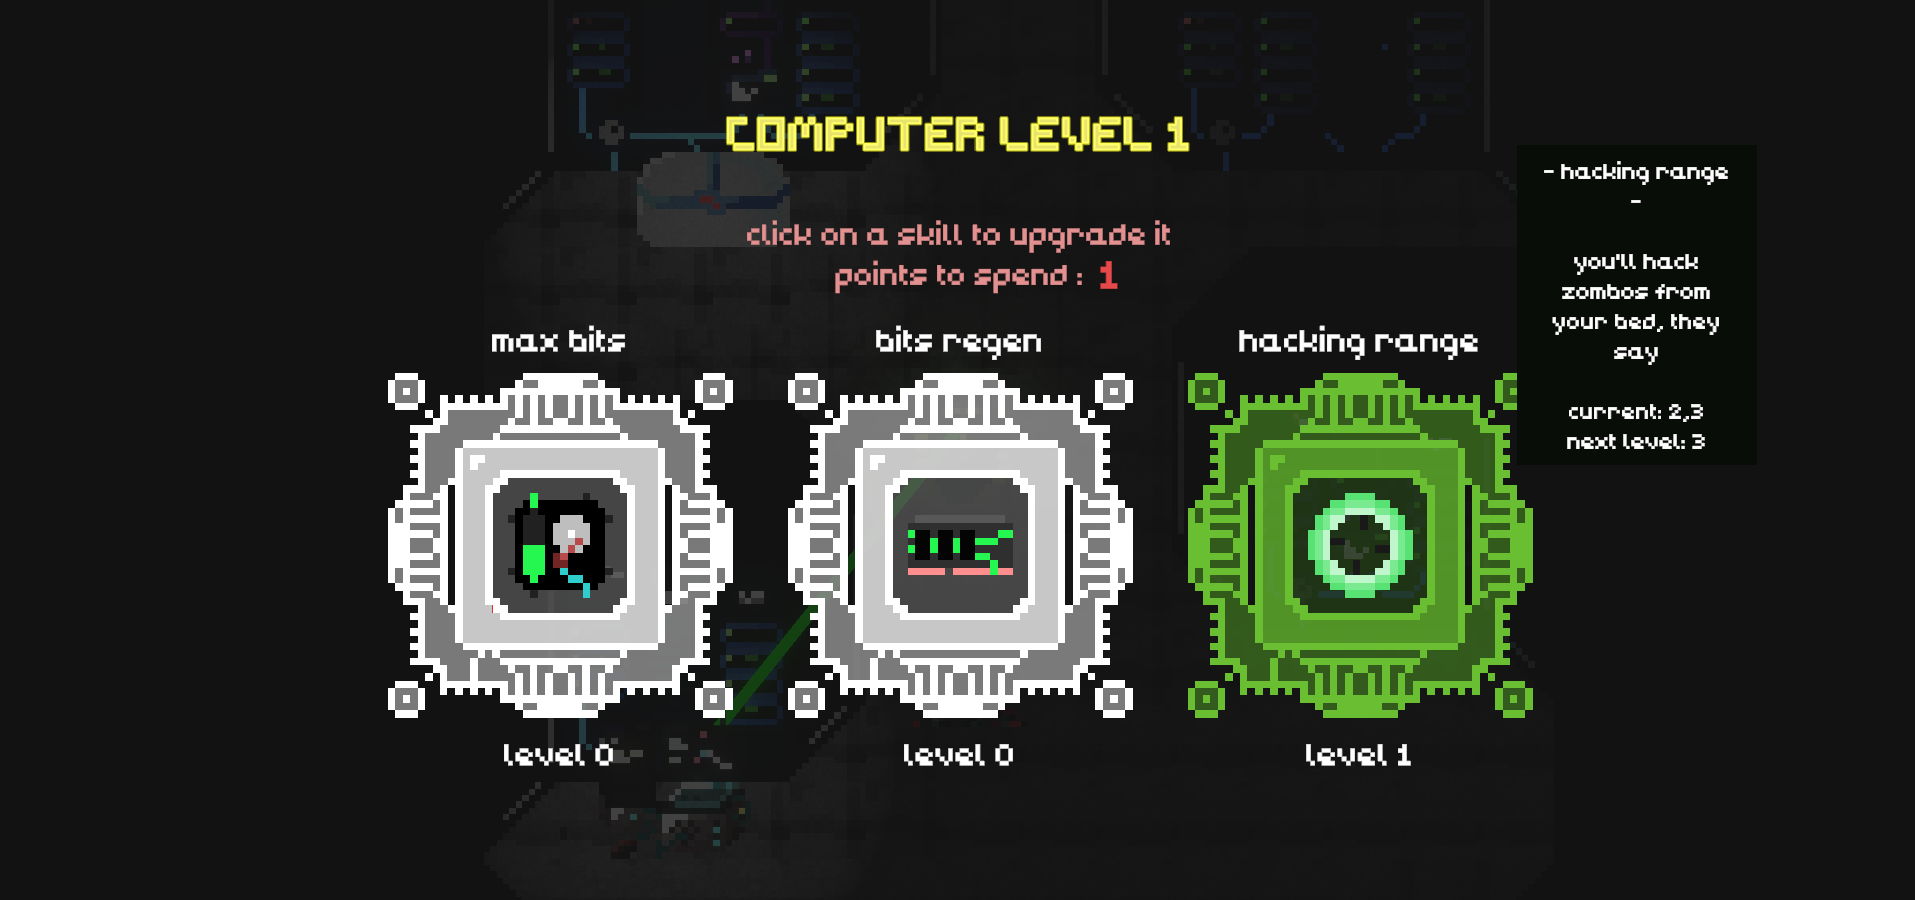 COMPUTER LEVEL 1
click on a skill to upgrade it
points to spend : 1
max bits
bits regen
hacking range
level 0
level 0
level 1
- hacking range
-
you'll hack
zombos from
your bed, they
say
current: 2,3
next level: 3